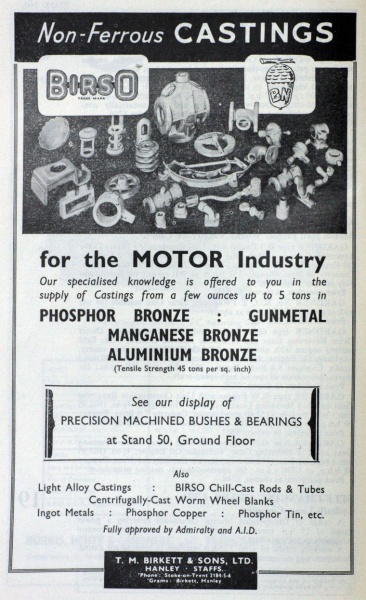 Non-Ferrous CASTINGS
BIRSO
TRADE MARK
BN
for the MOTOR Industry
Our specialised knowledge is offered to you in the
supply of Castings from a few ounces up to 5 tons in
PHOSPHOR BRONZE : GUNMETAL
MANGANESE BRONZE
ALUMINIUM BRONZE
(Tensile Strength 45 tons per sq. inch)
See our display of
PRECISION MACHINED BUSHES & BEARINGS
at Stand 50, Ground Floor
Also
Light Alloy Castings : BIRSO Chill-Cast Rods & Tubes
Centrifugally-Cast Worm Wheel Blanks
Ingot Metals : Phosphor Copper : Phosphor Tin, etc.
Fully approved by Admiralty and A.I.D.
T. M. BIRKETT & SONS, LTD.
HANLEY - STAFFS.
'Phone: Stoke-on-Trent 2184-5-6
'Grams: Birkett, Hanley